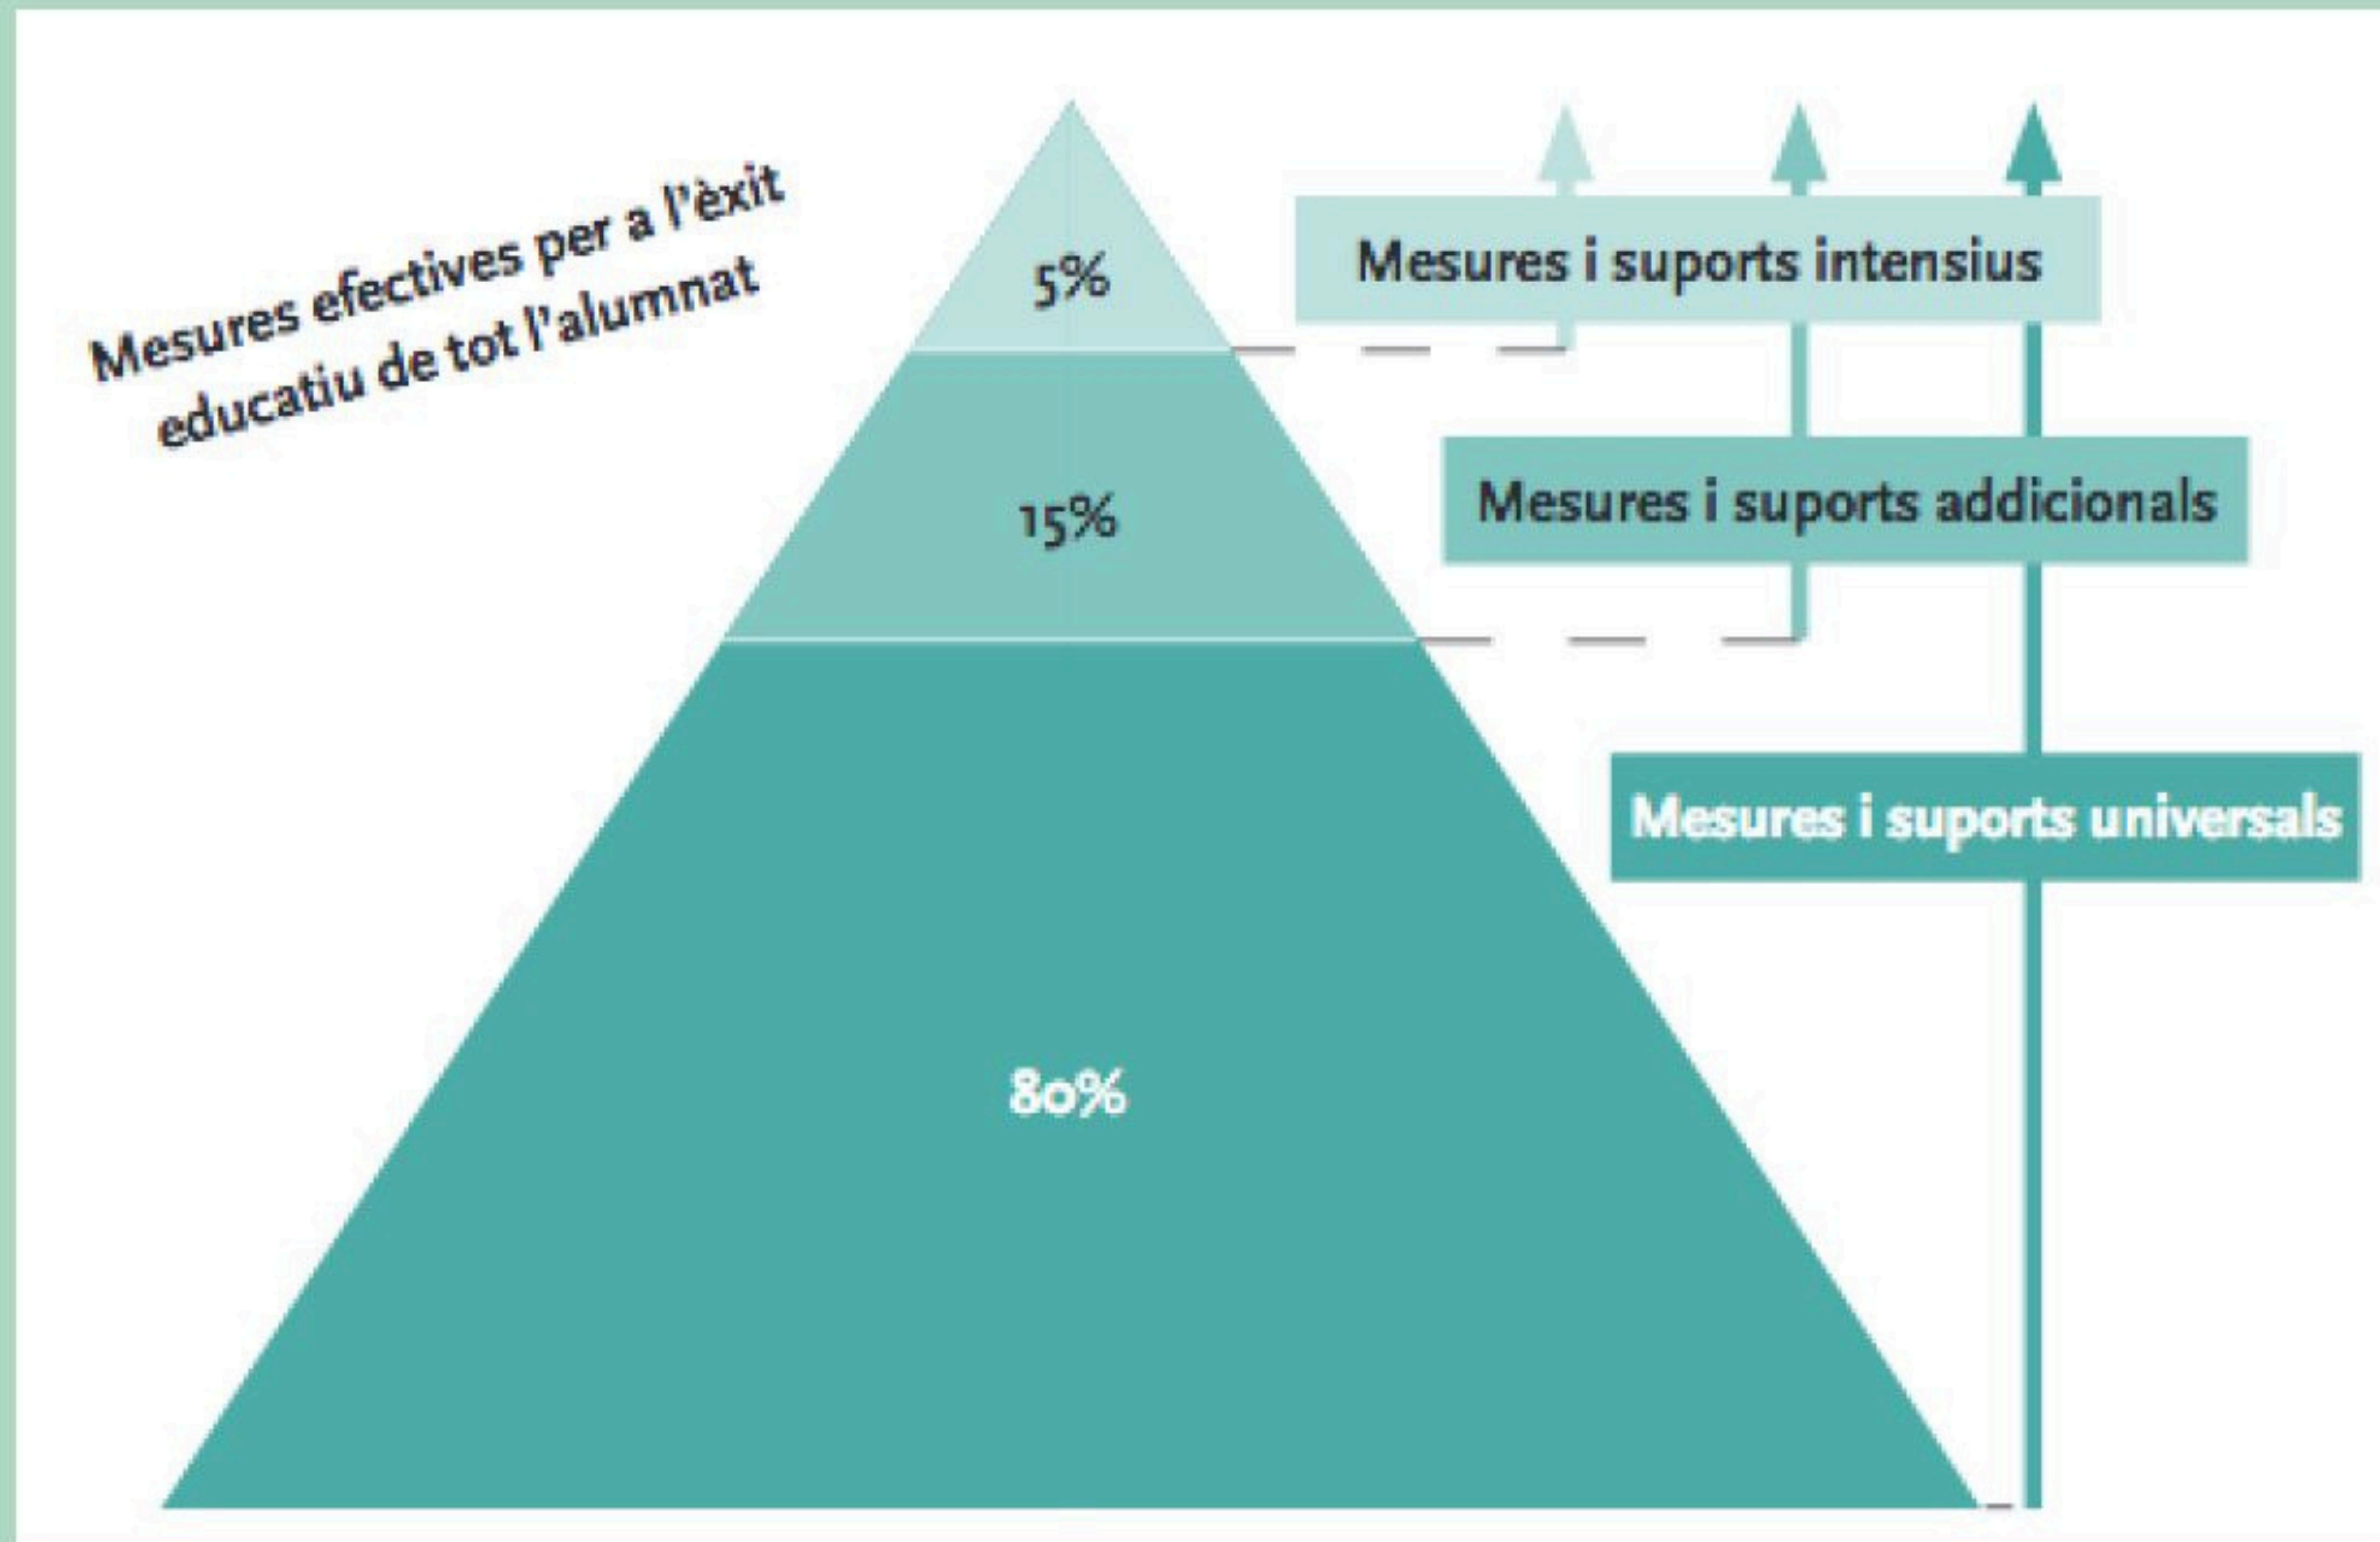 Mesures efectives per a l'èxit
educatiu de tot l'alumnat
5%
Mesures i suports intensius
15%
Mesures i suports addicionals
Mesures i suports universals
80%